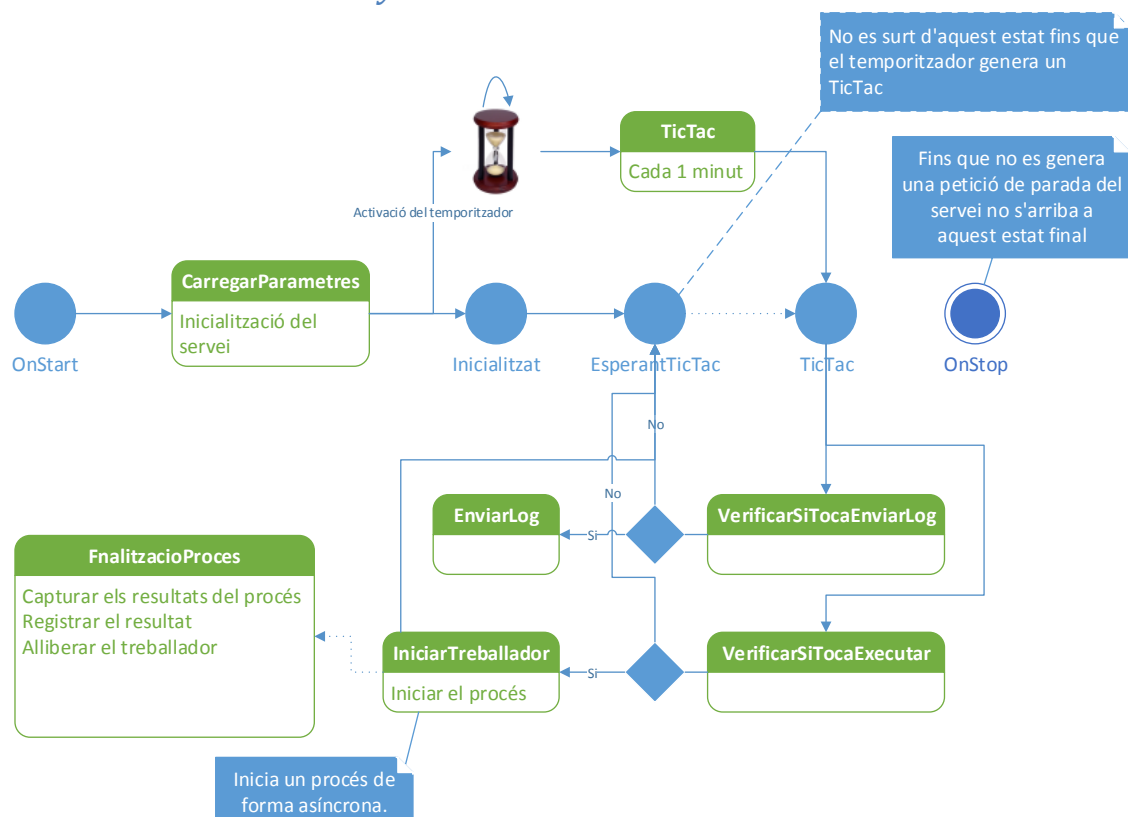 No es surt d'aquest estat fins que
el temporitzador genera un
TicTac
TicTac
Cada 1 minut
Fins que no es genera
una petició de parada del
servei no s'arriba a
aquest estat final
Activació del temporitzador
CarregarParametres
Inicialització del
servei
OnStart
Inicialitzat
EsperantTicTac
TicTac
OnStop
No
No
EnviarLog
Si
VerificarSiTocaEnviarLog
FnalitzacioProces
Capturar els resultats del procés
Registrar el resultat
Alliberar el treballador
IniciarTreballador
Iniciar el procés
Si
VerificarSiTocaExecutar
Inicia un procés de
forma asíncrona.